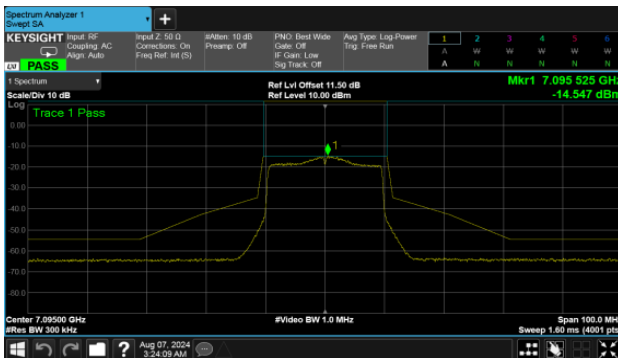 Spectrum Analyzer 1
Swept SA
+
KEYSIGHT
Input: RF
Coupling: AC
Align: Auto
Input Z: 50 Ω
Corrections: On
Freq Ref: Int (S)
#Atten: 10 dB
Preamp: Off
PNO: Best Wide
Gate: Off
IF Gain: Low
Sig Track: Off
Avg Type: Log-Power
Trig: Free Run
1 2 3 4 5 6
A W W W W W
A N N N N N
LXI PASS
1 Spectrum
Scale/Div 10 dB
Ref Lvl Offset 11.50 dB
Ref Level 10.00 dBm
Mkr1 7.095 525 GHz
-14.547 dBm
Log
Trace 1 Pass
1
0.00
-10.0
-20.0
-30.0
-40.0
-50.0
-60.0
-70.0
-80.0
Center 7.09500 GHz
#Res BW 300 kHz
#Video BW 1.0 MHz
Span 100.0 MHz
Sweep 1.60 ms (4001 pts)
?
Aug 07, 2024
3:24:09 AM